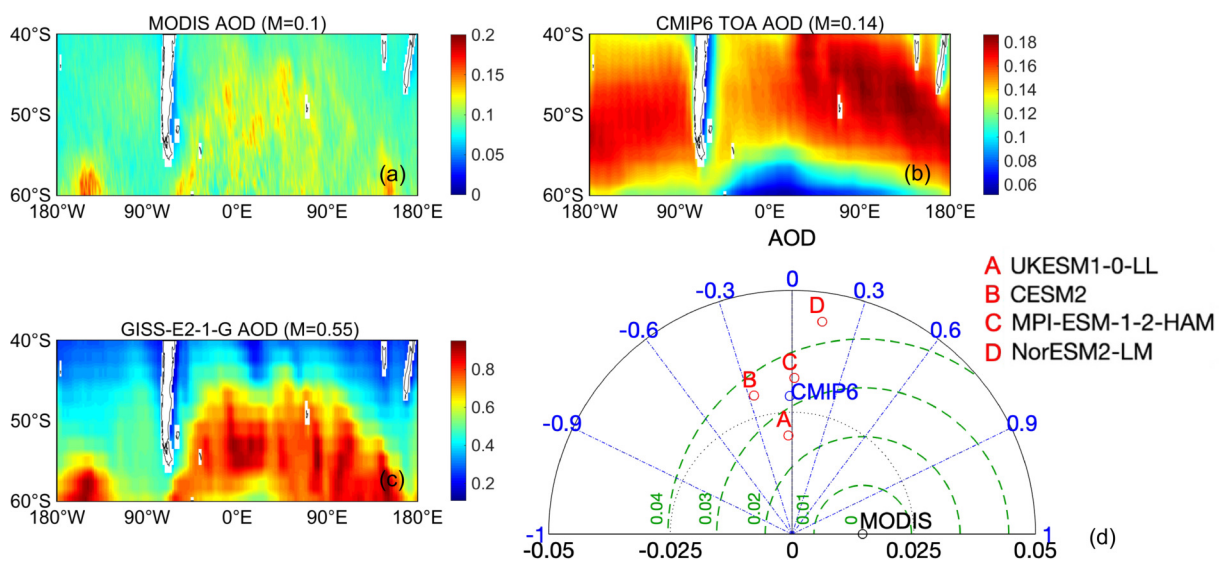 MODIS AOD (M=0.1)
40°S
50°S
60°S
180°W 90°W 0°E 90°E 180°E
0.2
0.15
0.1
0.05
0
(a)
CMIP6 TOA AOD (M=0.14)
40°S
50°S
60°S
180°W 90°W 0°E 90°E 180°E
0.18
0.16
0.14
0.12
0.1
0.08
0.06
(b)
GISS-E2-1-G AOD (M=0.55)
40°S
50°S
60°S
180°W 90°W 0°E 90°E 180°E
0.8
0.6
0.4
0.2
(c)
AOD
A UKESM1-0-LL
B CESM2
C MPI-ESM-1-2-HAM
D NorESM2-LM
-1 -0.9 -0.6 -0.3 0 0.3 0.6 0.9 1
D
C
B
CMIP6
A
0.04 0.03 0.02 0.01 0
MODIS
-0.05 -0.025 0 0.025 0.05
(d)